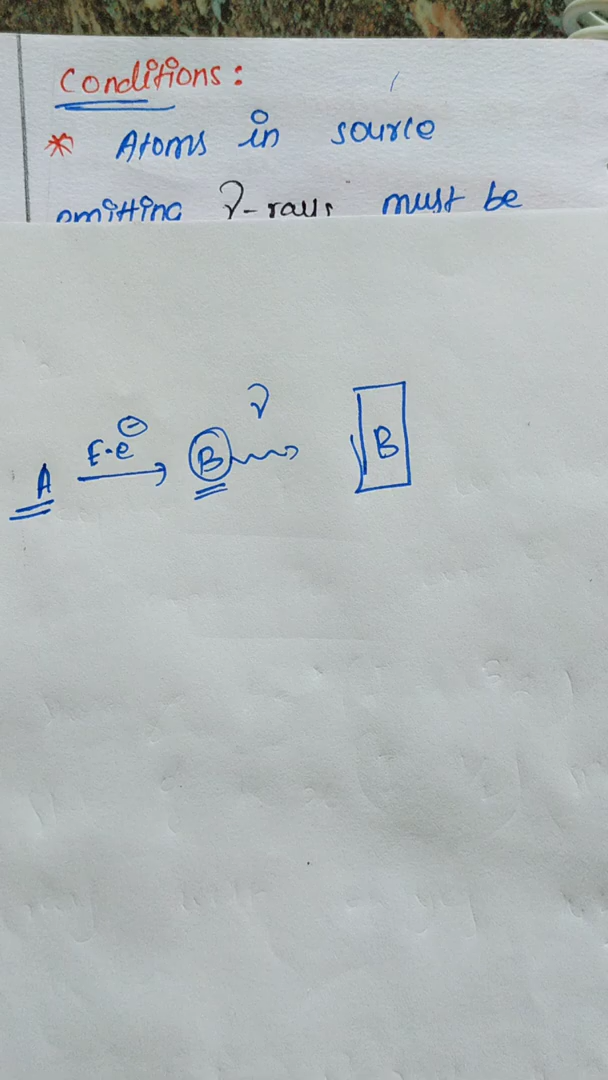 Conditions:
* Atoms in source
emitting γ-rays must be
γ
E·e⊖
A → B B